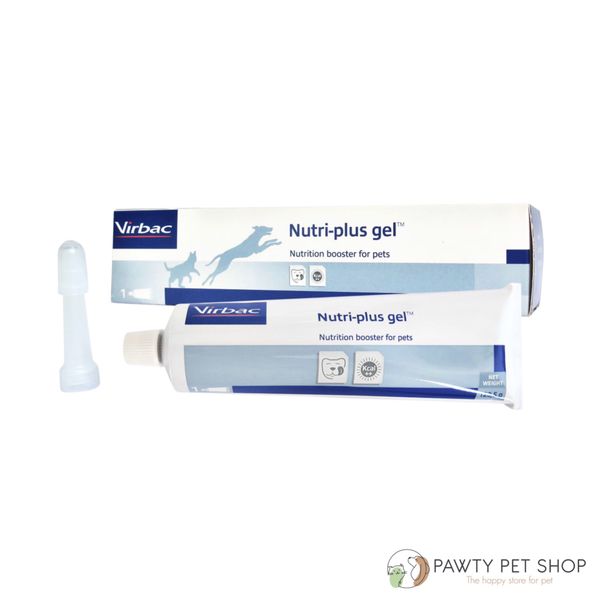 Virbac
Nutri-plus gel™
Nutrition booster for pets
1
Virbac
Nutri-plus gel™
Nutrition booster for pets
Kcal
++
NET
WEIGHT
PAWTY PET SHOP
The happy store for pet